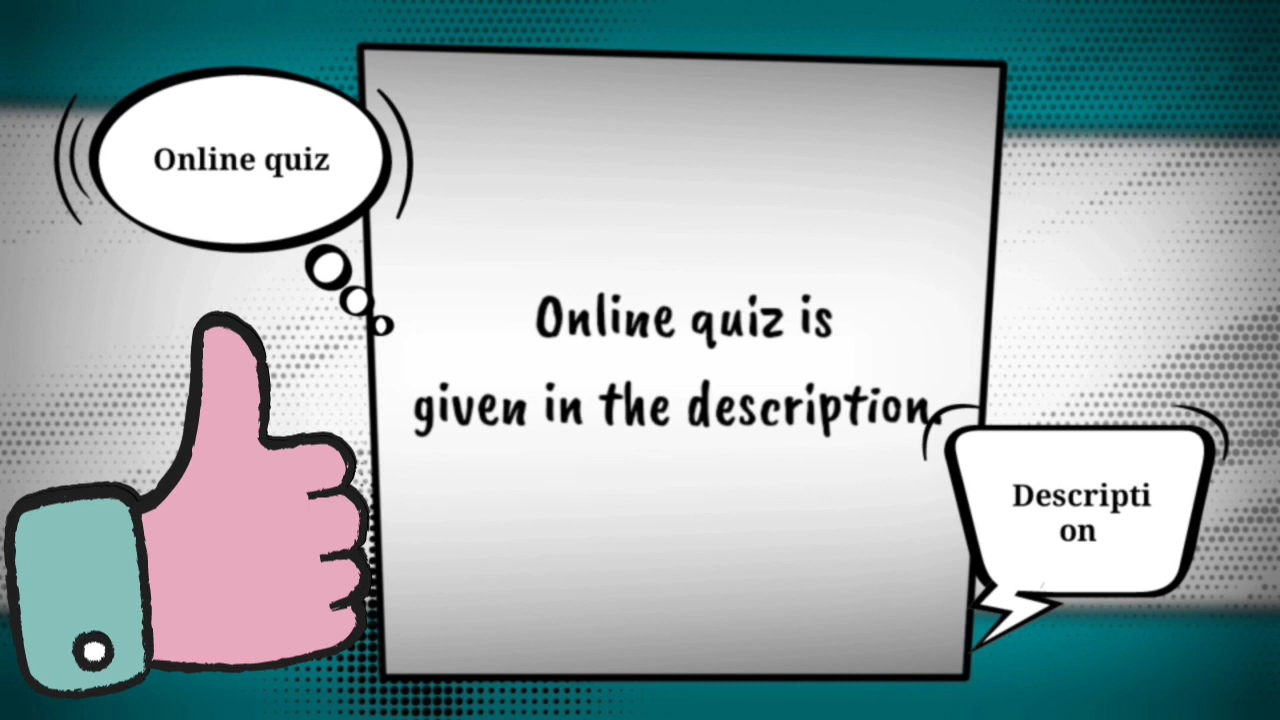 Online quiz
Online quiz is
given in the description.
Descripti
on